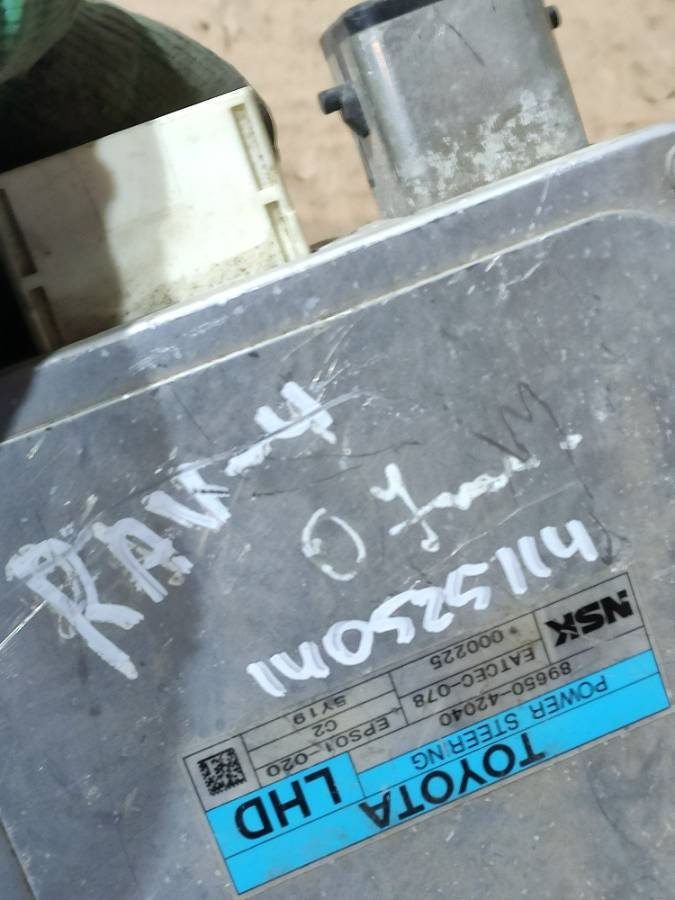 RAV-4
TOYOTA
POWER STEERING
LHD
89650-42040
EPS01-020
EATCEC-078
C2
000225
5Y19
NSK